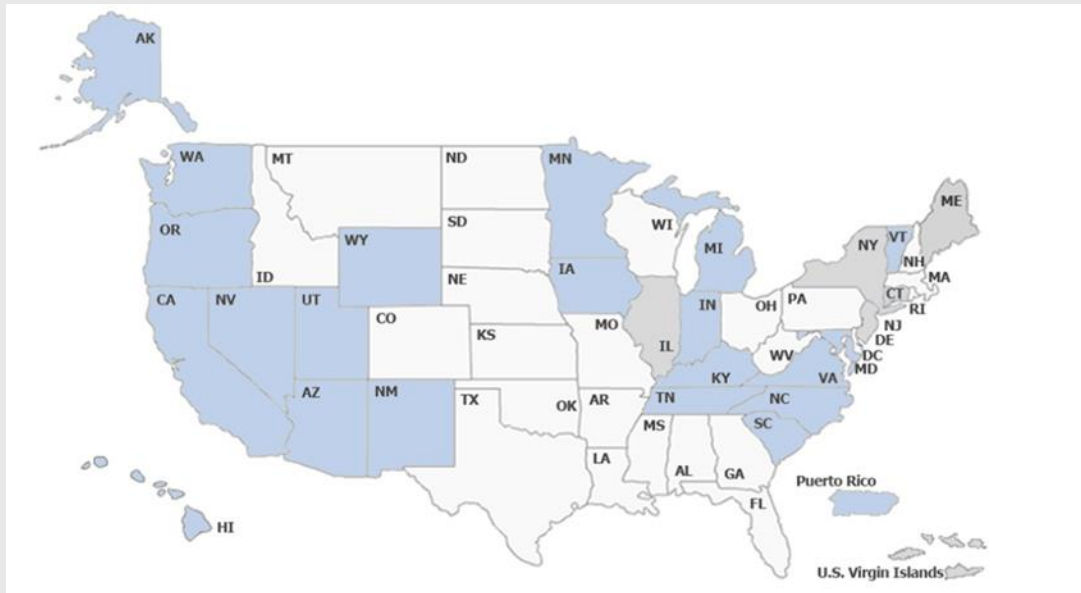 AK
WA
MT
ND
MN
ME
OR
ID
WY
SD
WI
MI
NY
VT
NH
MA
CT
RI
CA
NV
UT
CO
NE
IA
IL
IN
OH
PA
NJ
DE
DC
MD
KS
MO
WV
VA
KY
AZ
NM
TX
OK
AR
TN
NC
SC
MS
AL
GA
LA
FL
HI
Puerto Rico
U.S. Virgin Islands